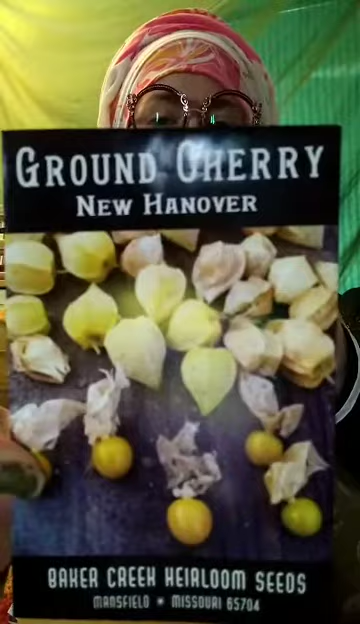 GROUND CHERRY
NEW HANOVER
BAKER CREEK HEIRLOOM SEEDS
MANSFIELD * MISSOURI 65704